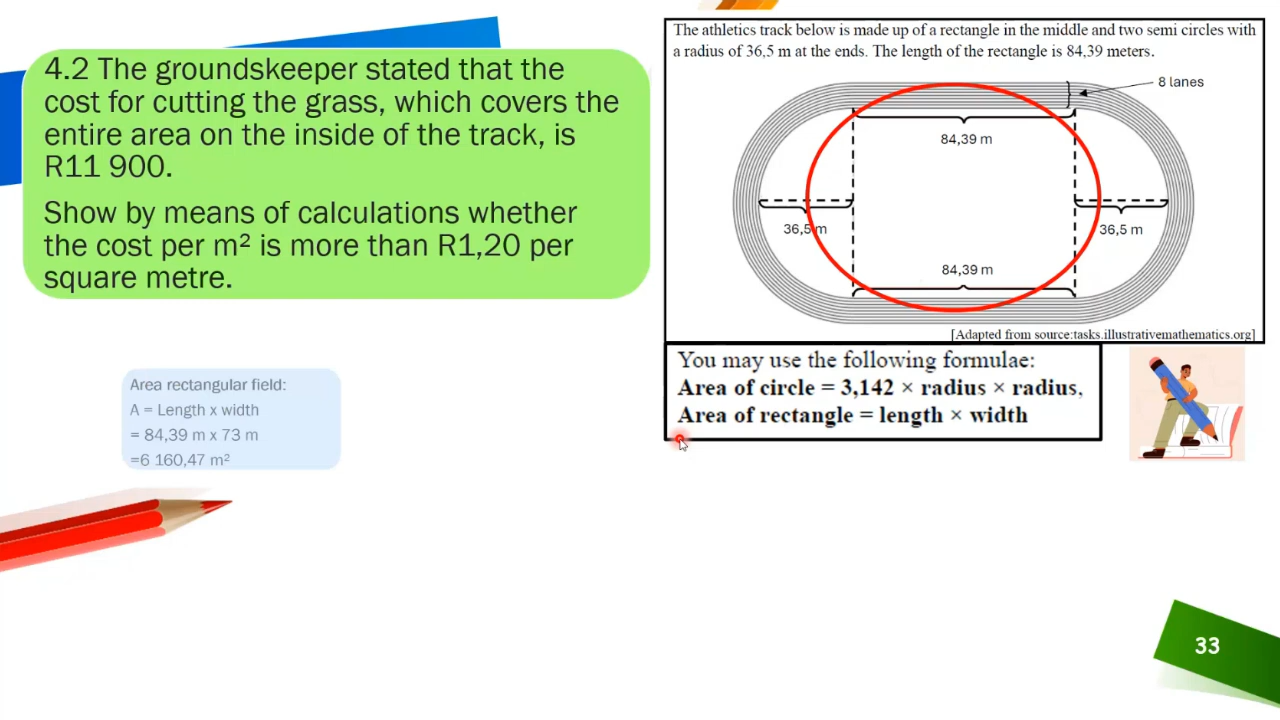 4.2 The groundskeeper stated that the
cost for cutting the grass, which covers the
entire area on the inside of the track, is
R11 900.
Show by means of calculations whether
the cost per m² is more than R1,20 per
square metre.
The athletics track below is made up of a rectangle in the middle and two semi circles with
a radius of 36,5 m at the ends. The length of the rectangle is 84,39 meters.
8 lanes
84,39 m
36,5 m
36,5 m
84,39 m
[Adapted from source:tasks.illustrativemathematics.org]
You may use the following formulae:
Area of circle = 3,142 × radius × radius,
Area of rectangle = length × width
Area rectangular field:
A = Length x width
= 84,39 m x 73 m
=6 160,47 m²
33